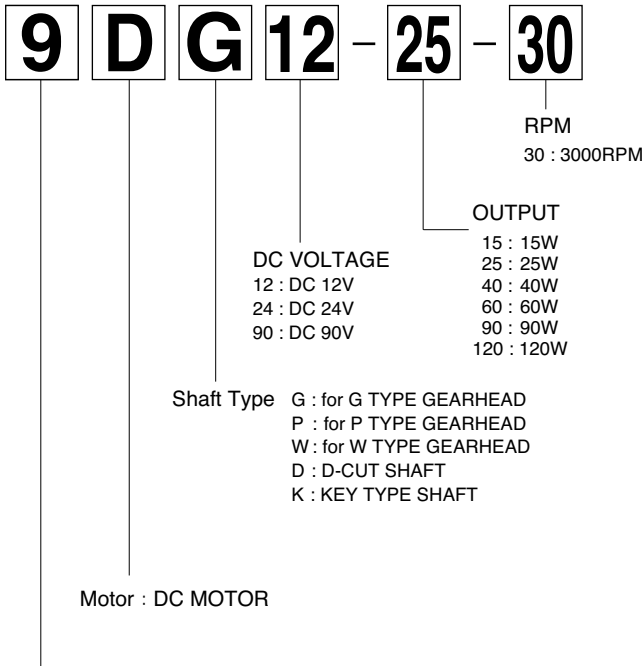 9 D G 12 - 25 - 30
RPM
30 : 3000RPM
OUTPUT
15 : 15W
25 : 25W
40 : 40W
60 : 60W
90 : 90W
120 : 120W
DC VOLTAGE
12 : DC 12V
24 : DC 24V
90 : DC 90V
Shaft Type G : for G TYPE GEARHEAD
P : for P TYPE GEARHEAD
W : for W TYPE GEARHEAD
D : D-CUT SHAFT
K : KEY TYPE SHAFT
Motor : DC MOTOR